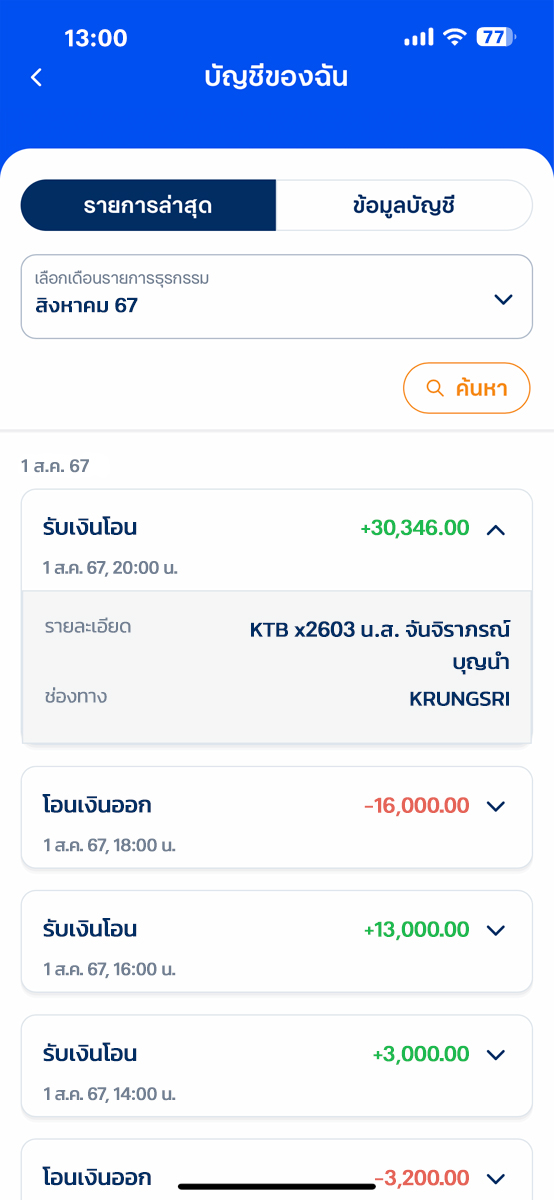 13:00
77
บัญชีของฉัน
รายการล่าสุด
ข้อมูลบัญชี
เลือกเดือนรายการธุรกรรม
สิงหาคม 67
ค้นหา
1 ส.ค. 67
รับเงินโอน +30,346.00
1 ส.ค. 67, 20:00 น.
รายละเอียด KTB x2603 น.ส. จันจิราภรณ์
บุญนำ
ช่องทาง KRUNGSRI
โอนเงินออก -16,000.00
1 ส.ค. 67, 18:00 น.
รับเงินโอน +13,000.00
1 ส.ค. 67, 16:00 น.
รับเงินโอน +3,000.00
1 ส.ค. 67, 14:00 น.
โอนเงินออก -3,200.00